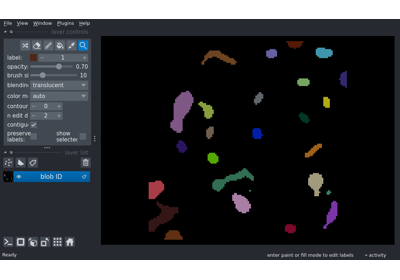 File View Window Plugins Help
layer controls
label: − 1 +
opacity: 0.70
brush si 10
blending translucent
color m auto
contour − 0 +
n edit d − 2 +
contigu
preserve labels: show selected
layer list
blob ID
Ready enter paint or fill mode to edit labels activity